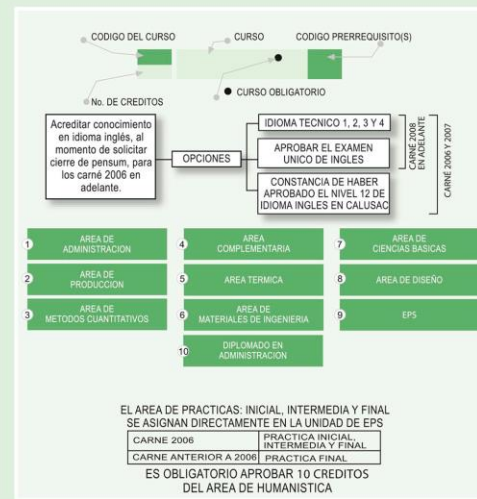 CODIGO DEL CURSO
CURSO
CODIGO PRERREQUISITO(S)
No. DE CREDITOS
CURSO OBLIGATORIO
Acreditar conocimiento
en idioma inglés, al
momento de solicitar
cierre de pensum, para
los carné 2006 en
adelante.
OPCIONES
IDIOMA TECNICO 1, 2, 3 Y 4
APROBAR EL EXAMEN
UNICO DE INGLES
CONSTANCIA DE HABER
APROBADO EL NIVEL 12 DE
IDIOMA INGLES EN CALUSAC
CARNÉ 2008
EN ADELANTE
CARNÉ 2006 Y 2007
1 AREA DE
ADMINISTRACION
2 AREA DE
PRODUCCION
3 AREA DE
METODOS CUANTITATIVOS
4 AREA
COMPLEMENTARIA
5 AREA TERMICA
6 AREA DE
MATERIALES DE INGENIERIA
10 DIPLOMADO EN
ADMINISTRACION
7 AREA DE
CIENCIAS BASICAS
8 AREA DE DISEÑO
9 EPS
EL AREA DE PRACTICAS: INICIAL, INTERMEDIA Y FINAL
SE ASIGNAN DIRECTAMENTE EN LA UNIDAD DE EPS
CARNE 2006
PRACTICA INICIAL,
INTERMEDIA Y FINAL
CARNE ANTERIOR A 2006
PRACTICA FINAL
ES OBLIGATORIO APROBAR 10 CREDITOS
DEL AREA DE HUMANISTICA